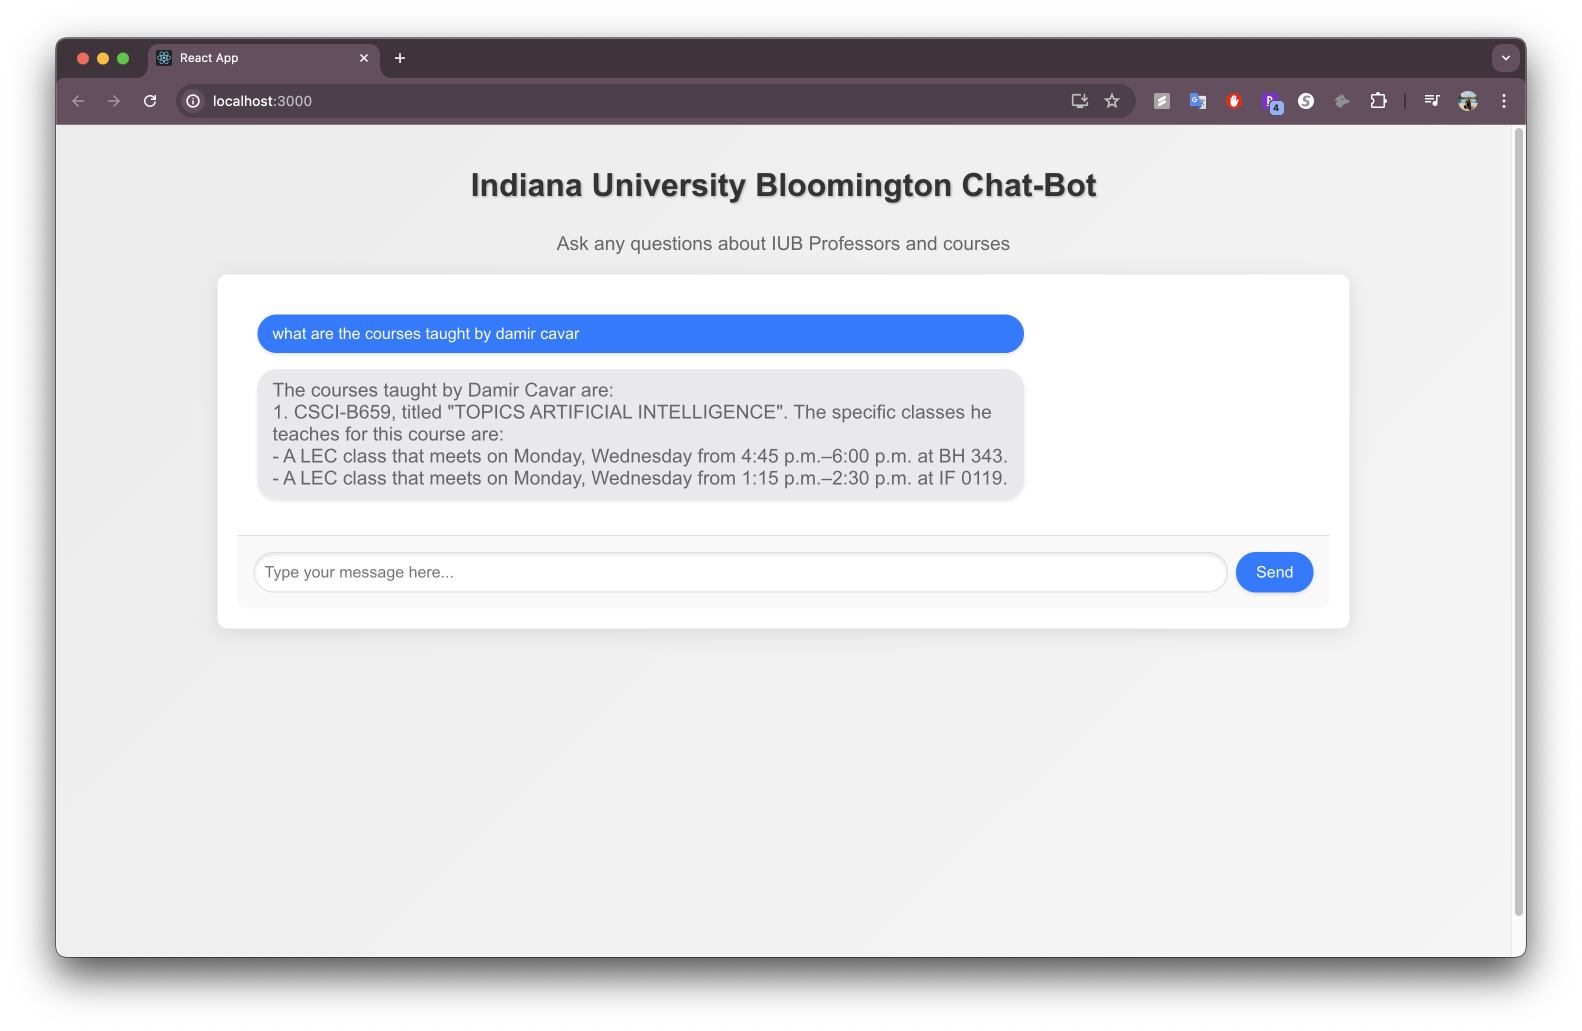 React App
localhost:3000
4
Indiana University Bloomington Chat-Bot
Ask any questions about IUB Professors and courses
what are the courses taught by damir cavar
The courses taught by Damir Cavar are:
1. CSCI-B659, titled "TOPICS ARTIFICIAL INTELLIGENCE". The specific classes he
teaches for this course are:
- A LEC class that meets on Monday, Wednesday from 4:45 p.m.–6:00 p.m. at BH 343.
- A LEC class that meets on Monday, Wednesday from 1:15 p.m.–2:30 p.m. at IF 0119.
Type your message here...
Send